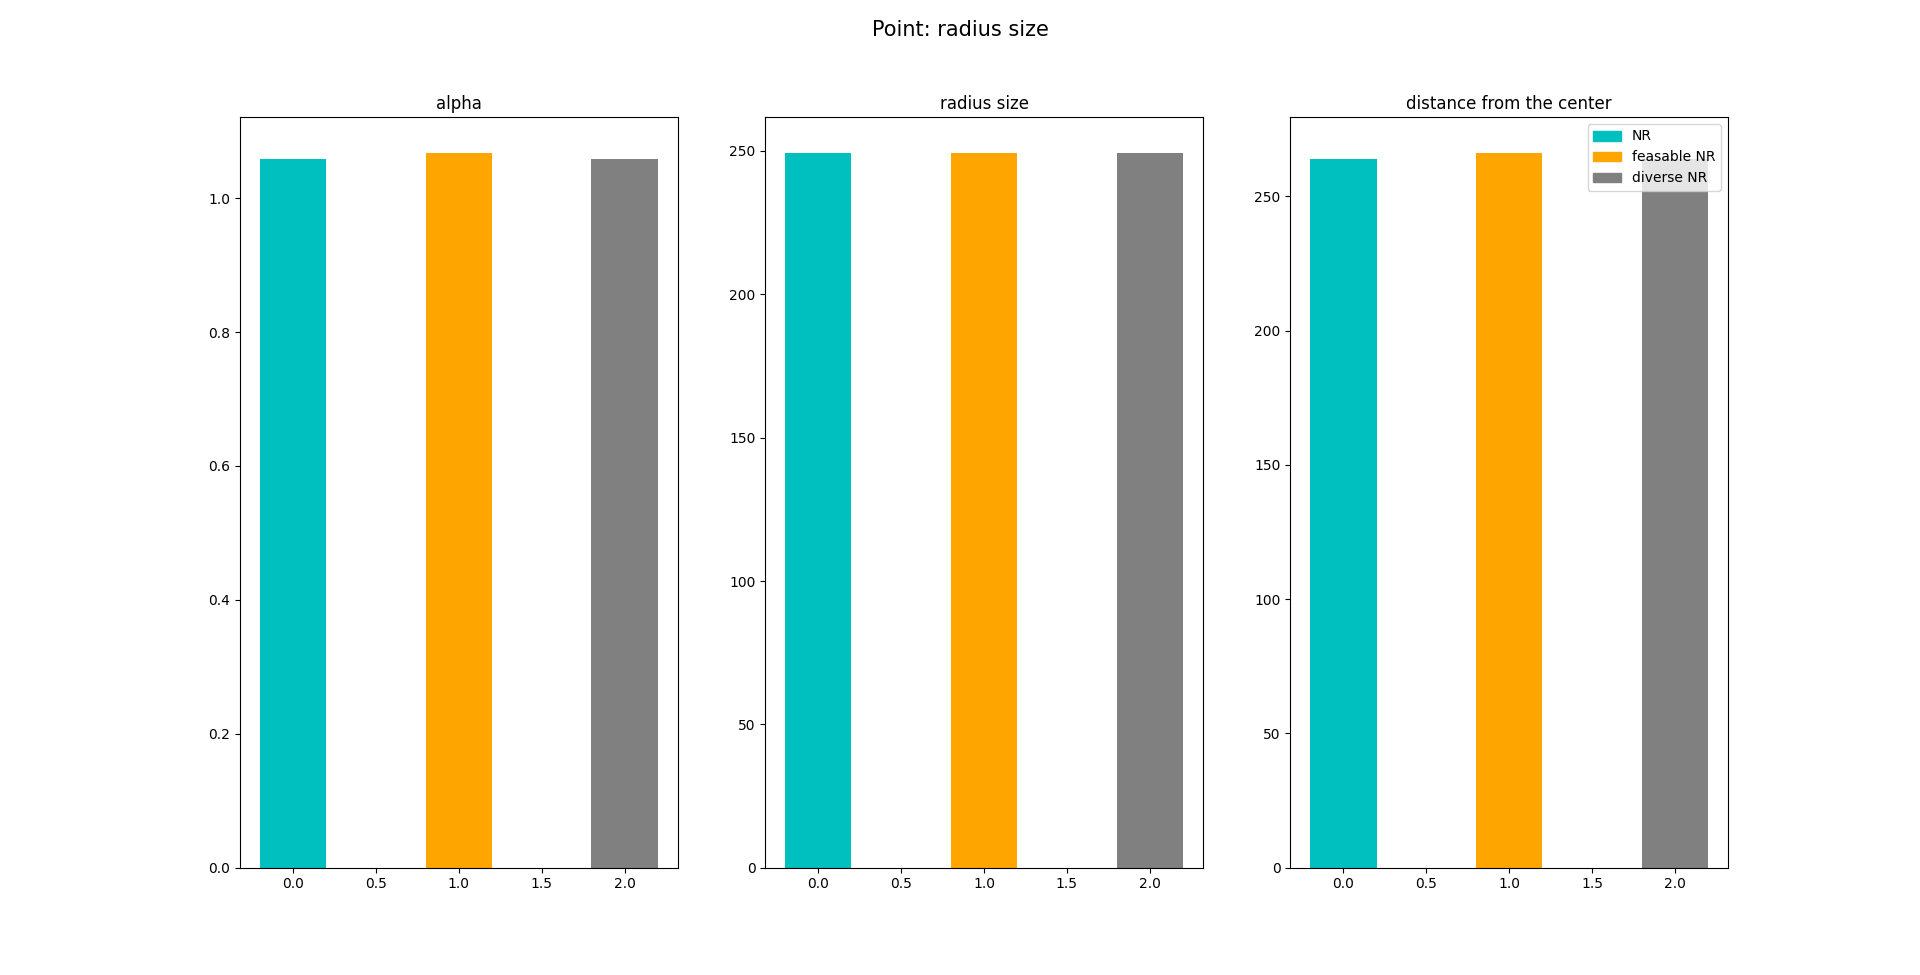 Point: radius size
alpha
1.0
0.8
0.6
0.4
0.2
0.0
0.0 0.5 1.0 1.5 2.0
radius size
250
200
150
100
50
0
0.0 0.5 1.0 1.5 2.0
distance from the center
NR
feasable NR
diverse NR
250
200
150
100
50
0
0.0 0.5 1.0 1.5 2.0